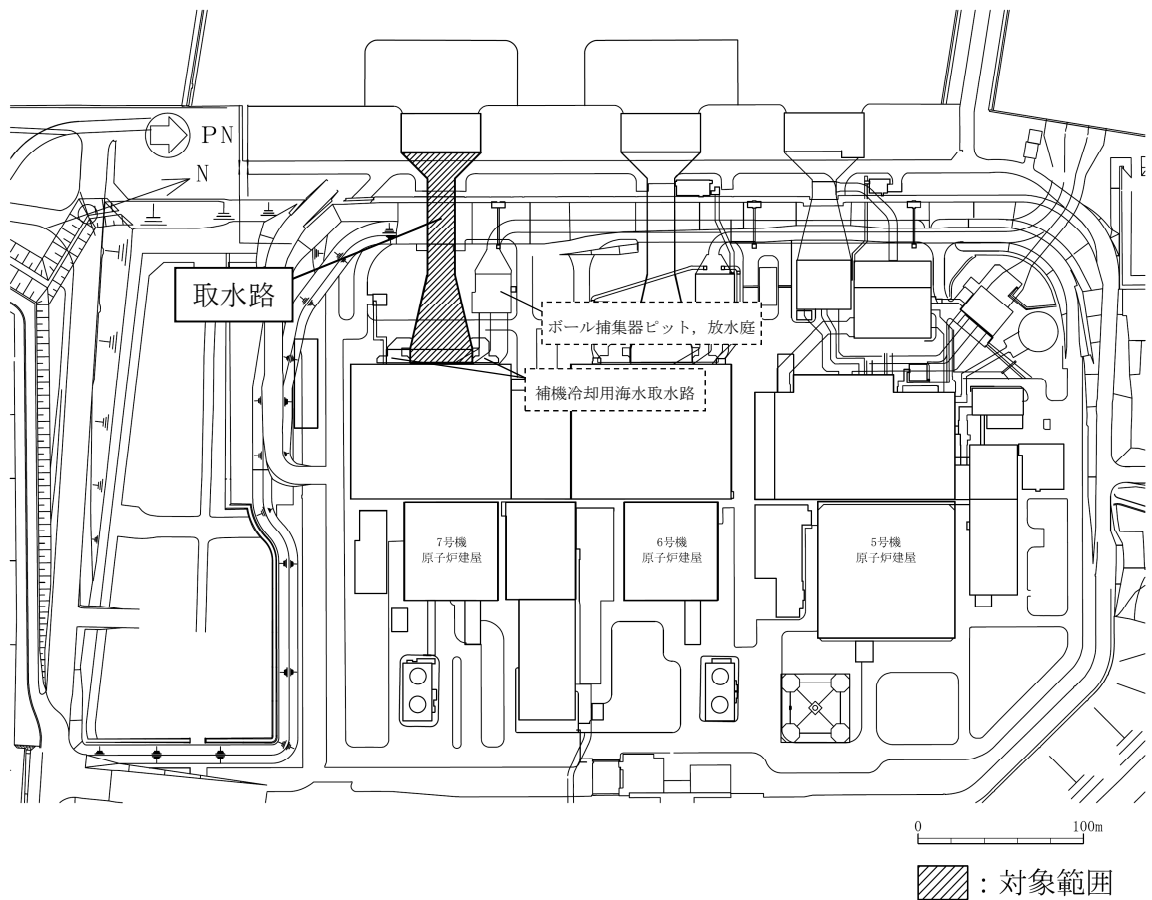 PN
N
取水路
ボール捕集器ピット，放水庭
補機冷却用海水取水路
7号機
原子炉建屋
6号機
原子炉建屋
5号機
原子炉建屋
0 100m
：対象範囲